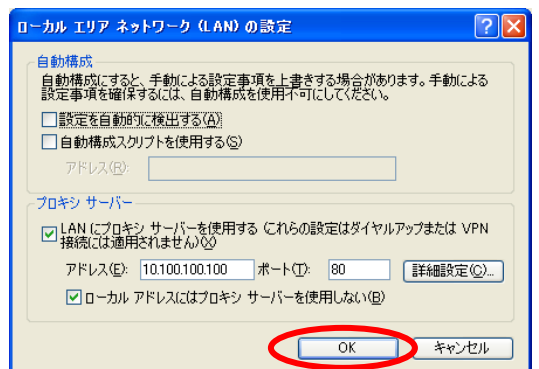 ローカル エリア ネットワーク (LAN) の設定
自動構成
自動構成にすると、手動による設定事項を上書きする場合があります。手動による
設定事項を確保するには、自動構成を使用不可にしてください。
設定を自動的に検出する(A)
自動構成スクリプトを使用する(S)
アドレス(R):
プロキシ サーバー
LAN にプロキシ サーバーを使用する (これらの設定はダイヤルアップまたは VPN
接続には適用されません)(X)
アドレス(E): 10.100.100.100 ポート(T): 80 詳細設定(C)...
ローカル アドレスにはプロキシ サーバーを使用しない(B)
OK キャンセル